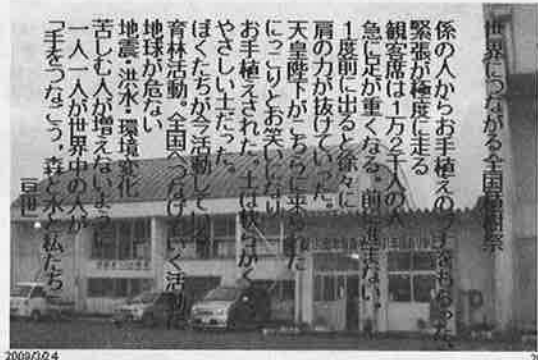 世界につながる全国植樹祭
係の人からお手植えの
緊張が極度に走る
観客席は1万2千人の人
急に足が重くなる。前に進まない。
1度前に出ると徐々に
肩の力が抜けていった。
天皇陛下がこちらに来られた
にっこりとお笑いになり
お手植えされた。土は軟らかく
やさしい土だった。
ぼくたちが今活動している
育林活動。全国へつなげていく活動に
地球が危ない
地震・洪水・環境変化
苦しむ人が増えないように
一人一人が世界中の人が
「手をつなごう。森と水と私たち」
2009/3/24